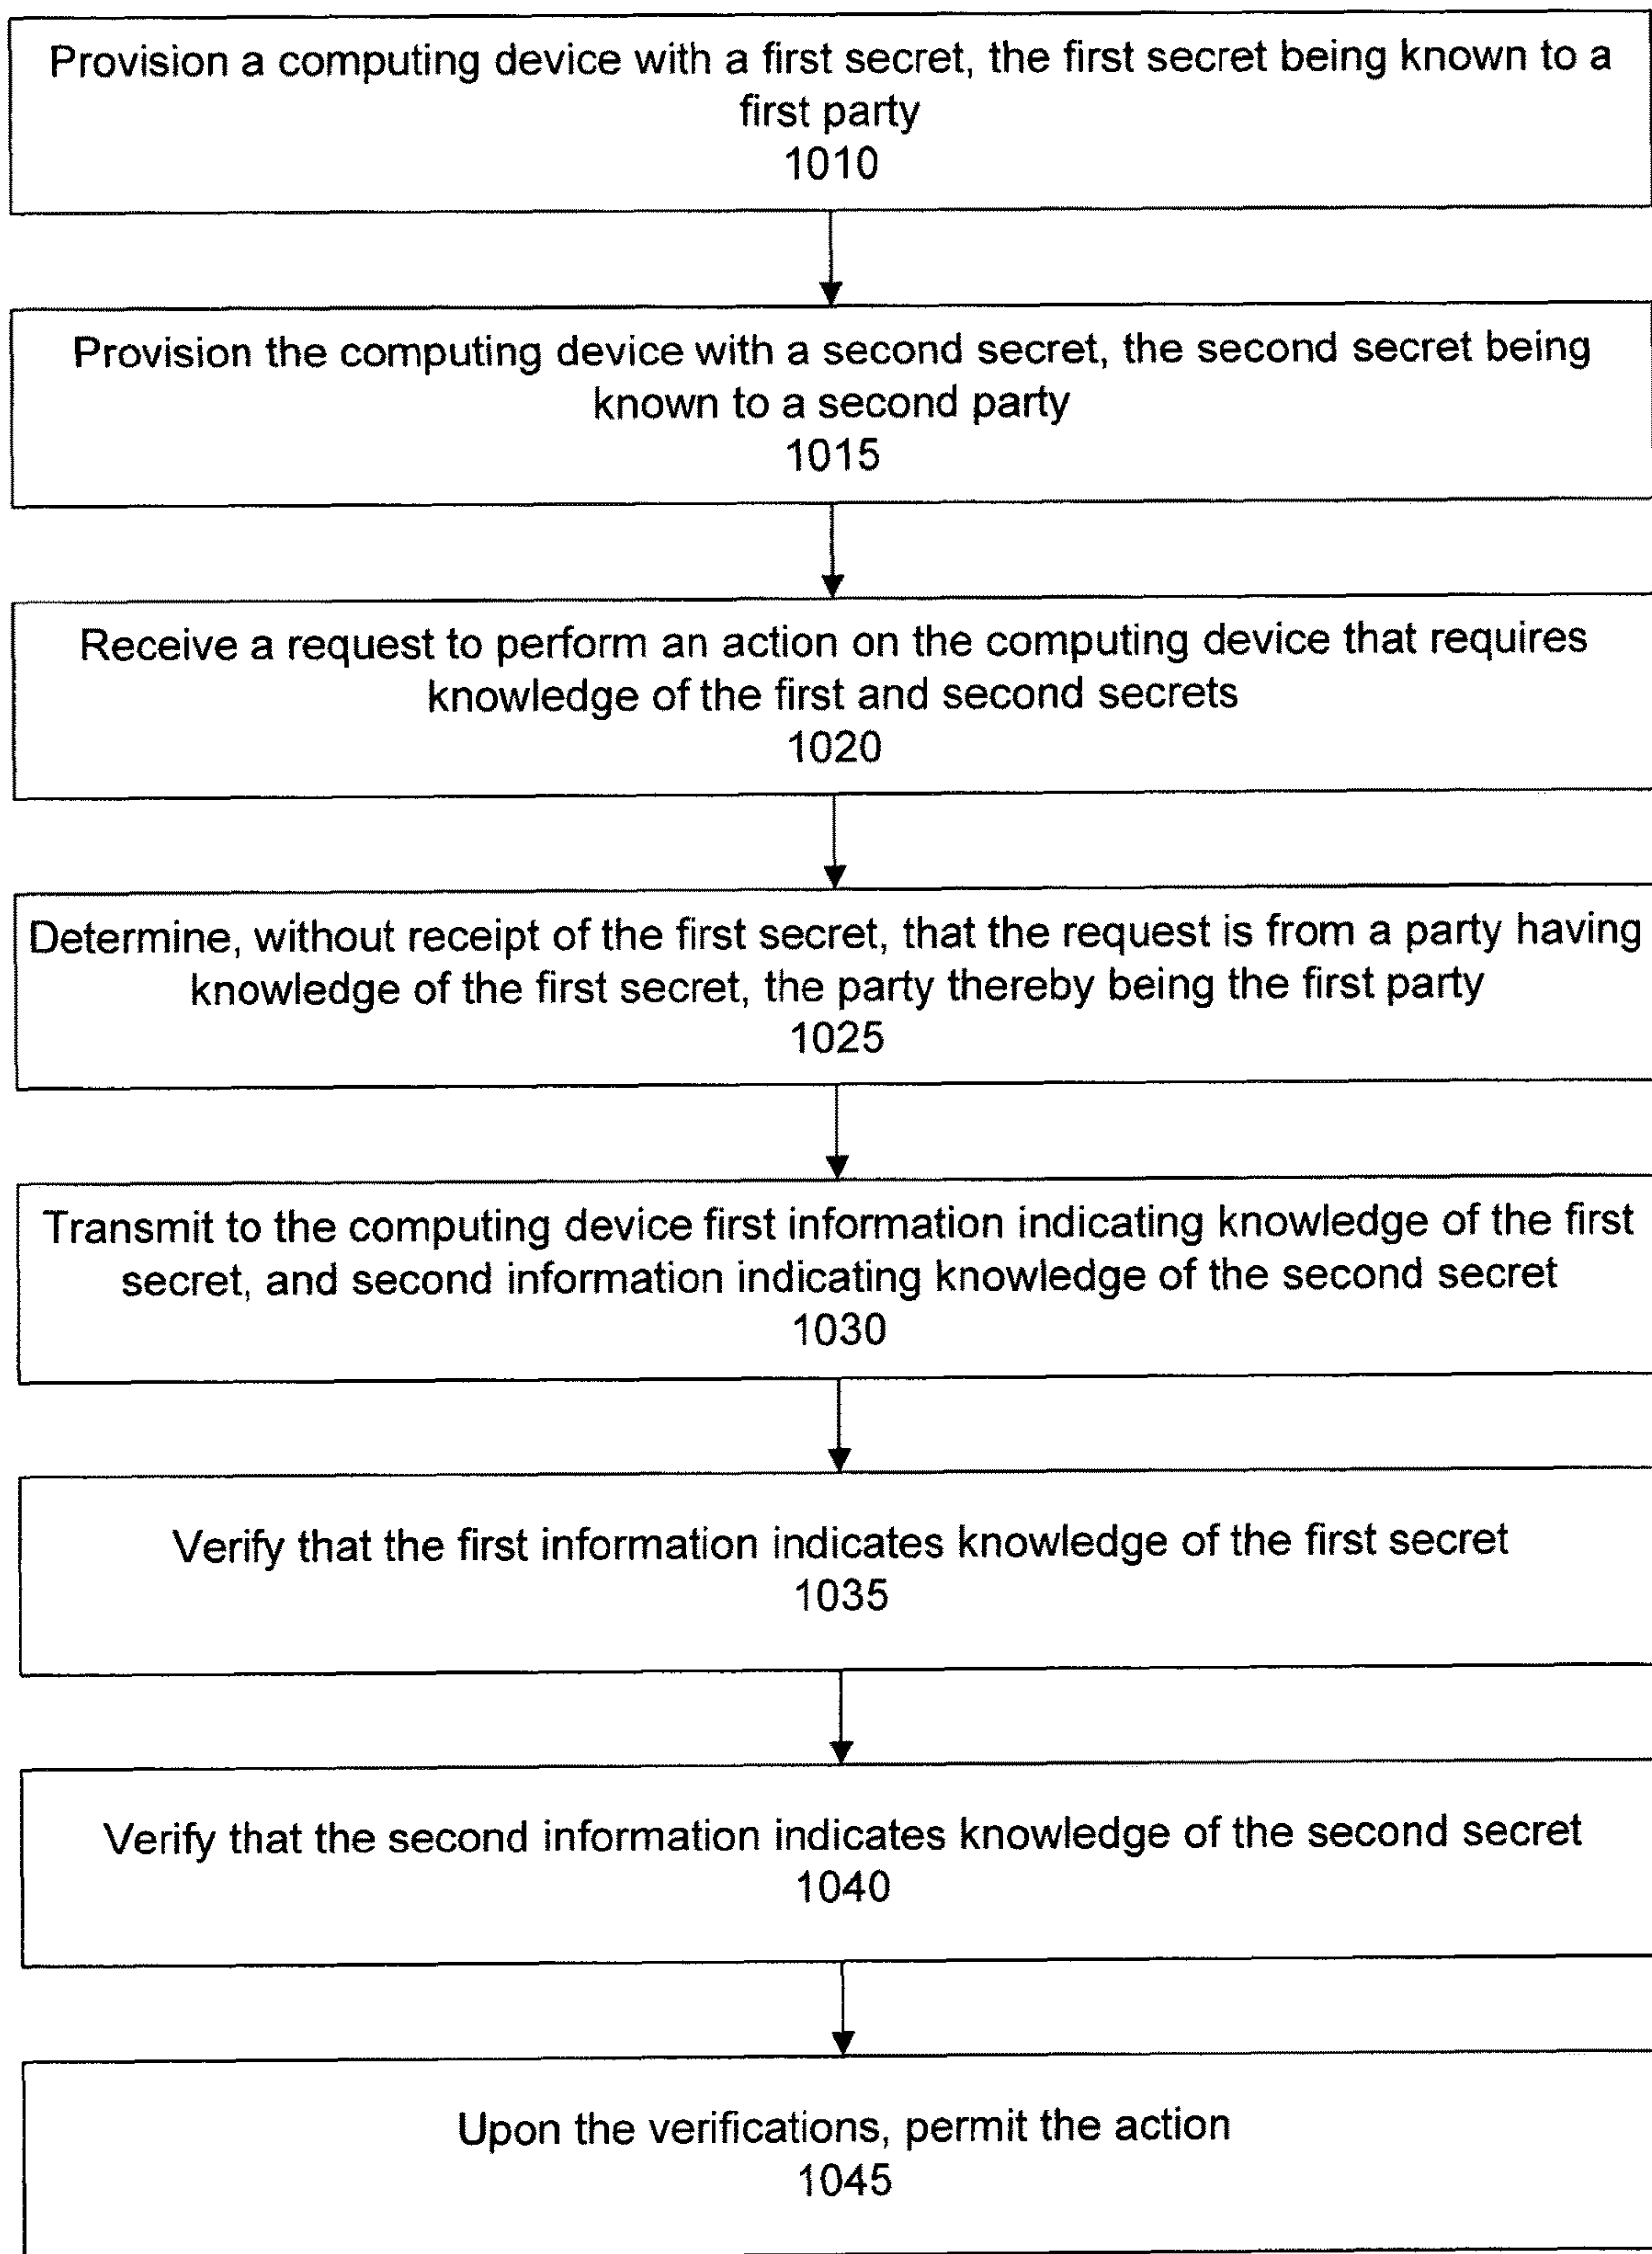 Provision a computing device with a first secret, the first secret being known to a
first party
1010
Provision the computing device with a second secret, the second secret being
known to a second party
1015
Receive a request to perform an action on the computing device that requires
knowledge of the first and second secrets
1020
Determine, without receipt of the first secret, that the request is from a party having
knowledge of the first secret, the party thereby being the first party
1025
Transmit to the computing device first information indicating knowledge of the first
secret, and second information indicating knowledge of the second secret
1030
Verify that the first information indicates knowledge of the first secret
1035
Verify that the second information indicates knowledge of the second secret
1040
Upon the verifications, permit the action
1045